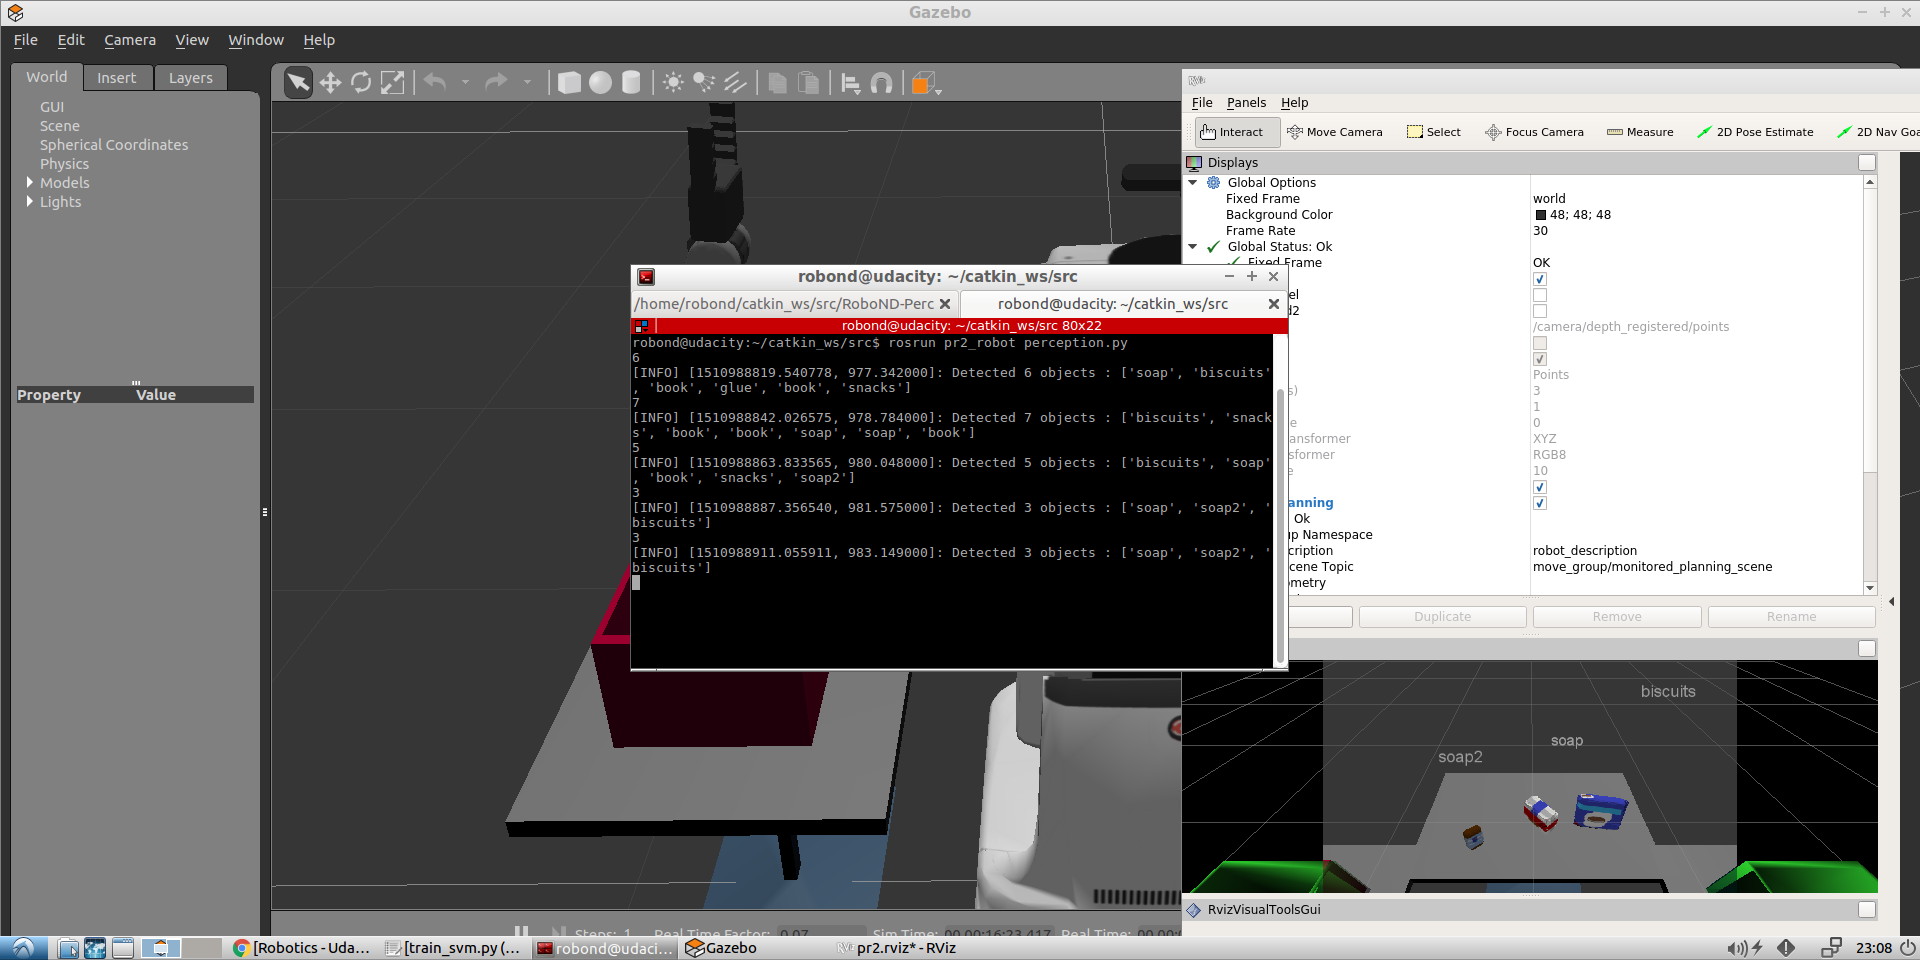 Gazebo
File Edit Camera View Window Help
World Insert Layers
GUI
Scene
Spherical Coordinates
Physics
Models
Lights
Property Value
Steps: 1 Real Time Factor: 0.07 Sim Time: 00 00:16:23.417 Real Time:
RViz
File Panels Help
Interact Move Camera Select Focus Camera Measure 2D Pose Estimate 2D Nav Goa
Displays
Global Options
Fixed Frame world
Background Color 48; 48; 48
Frame Rate 30
Global Status: Ok
Fixed Frame OK
el
d2
/camera/depth_registered/points
Points
s) 3
1
e 0
ansformer XYZ
sformer RGB8
e 10
anning
Ok
up Namespace
cription robot_description
cene Topic move_group/monitored_planning_scene
ometry
Duplicate Remove Rename
biscuits
soap
soap2
RvizVisualToolsGui
robond@udacity: ~/catkin_ws/src
/home/robond/catkin_ws/src/RoboND-Perc robond@udacity: ~/catkin_ws/src
robond@udacity: ~/catkin_ws/src 80x22
robond@udacity:~/catkin_ws/src$ rosrun pr2_robot perception.py
6
[INFO] [1510988819.540778, 977.342000]: Detected 6 objects : ['soap', 'biscuits'
, 'book', 'glue', 'book', 'snacks']
7
[INFO] [1510988842.026575, 978.784000]: Detected 7 objects : ['biscuits', 'snack
s', 'book', 'book', 'soap', 'soap', 'book']
5
[INFO] [1510988863.833565, 980.048000]: Detected 5 objects : ['biscuits', 'soap'
, 'book', 'snacks', 'soap2']
3
[INFO] [1510988887.356540, 981.575000]: Detected 3 objects : ['soap', 'soap2', '
biscuits']
3
[INFO] [1510988911.055911, 983.149000]: Detected 3 objects : ['soap', 'soap2', '
biscuits']
[Robotics - Uda... [train_svm.py (... robond@udaci... Gazebo pr2.rviz* - RViz 23:08